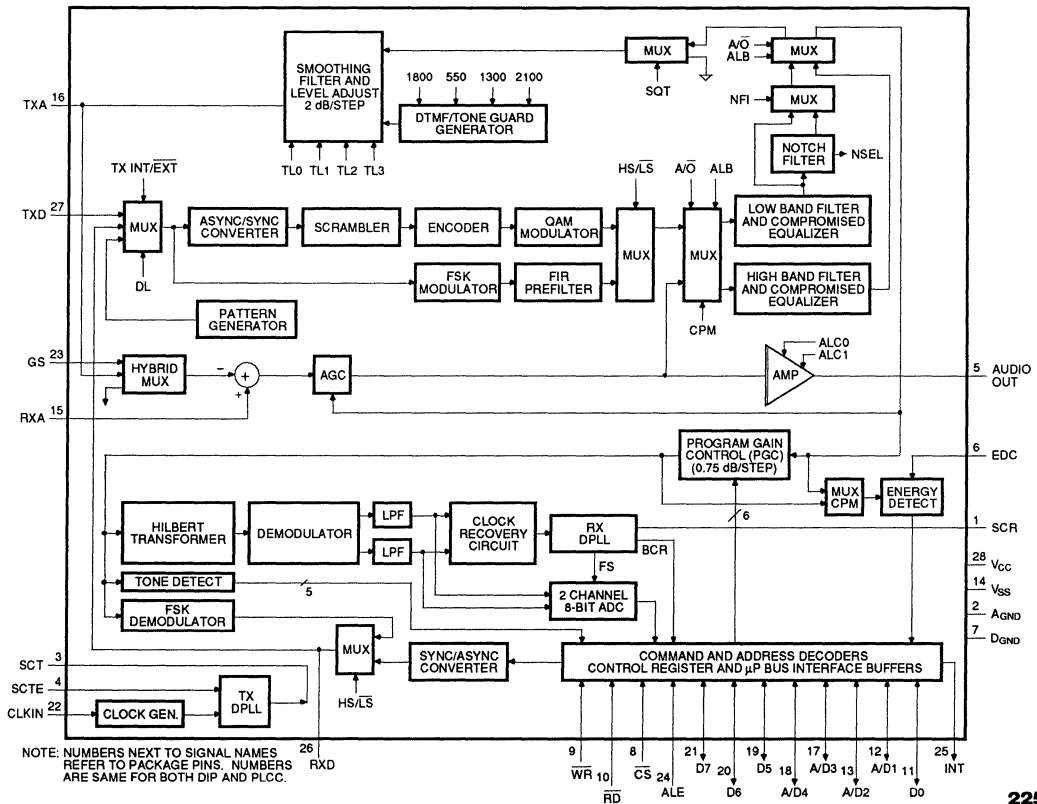 A/O̅
ALB
MUX
MUX
SQT
SMOOTHING
FILTER AND
LEVEL ADJUST
2 dB/STEP
1800 550 1300 2100
DTMF/TONE GUARD
GENERATOR
NFI
MUX
TXA 16
NOTCH
FILTER
NSEL
TL0 TL1 TL2 TL3
TX INT/E̅X̅T̅
HS/L̅S̅
A/O̅
ALB
TXD 27
MUX
ASYNC/SYNC
CONVERTER
SCRAMBLER
ENCODER
QAM
MODULATOR
MUX
MUX
LOW BAND FILTER
AND COMPROMISED
EQUALIZER
DL
FSK
MODULATOR
FIR
PREFILTER
HIGH BAND FILTER
AND COMPROMISED
EQUALIZER
PATTERN
GENERATOR
CPM
GS 23
HYBRID
MUX
−
+
+
AGC
ALC0
ALC1
AMP
5 AUDIO
OUT
RXA 15
PROGRAM GAIN
CONTROL (PGC)
(0.75 dB/STEP)
6 EDC
MUX
CPM
ENERGY
DETECT
6
HILBERT
TRANSFORMER
DEMODULATOR
LPF
LPF
CLOCK
RECOVERY
CIRCUIT
RX
DPLL
BCR
FS
1 SCR
28 VCC
14 VSS
2 AGND
7 DGND
TONE DETECT
5
2 CHANNEL
8-BIT ADC
FSK
DEMODULATOR
MUX
HS/L̅S̅
SYNC/ASYNC
CONVERTER
COMMAND AND ADDRESS DECODERS
CONTROL REGISTER AND µP BUS INTERFACE BUFFERS
SCT 3
SCTE 4
CLKIN 22
CLOCK GEN.
TX
DPLL
NOTE: NUMBERS NEXT TO SIGNAL NAMES
REFER TO PACKAGE PINS. NUMBERS
ARE SAME FOR BOTH DIP AND PLCC.
26 RXD
9 W̅R̅
10 R̅D̅
8 C̅S̅
24 ALE
21 D7
20 D6
19 D5
18 A/D4
17 A/D3
13 A/D2
12 A/D1
11 D0
25 INT
225